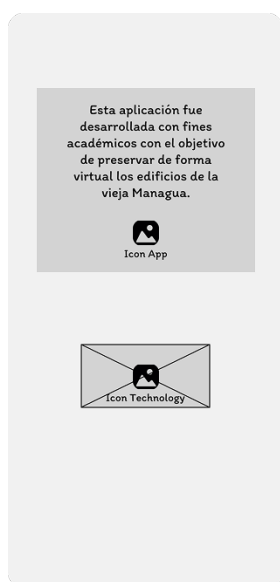 Esta aplicación fue
desarrollada con fines
académicos con el objetivo
de preservar de forma
virtual los edificios de la
vieja Managua.
Icon App
Icon Technology